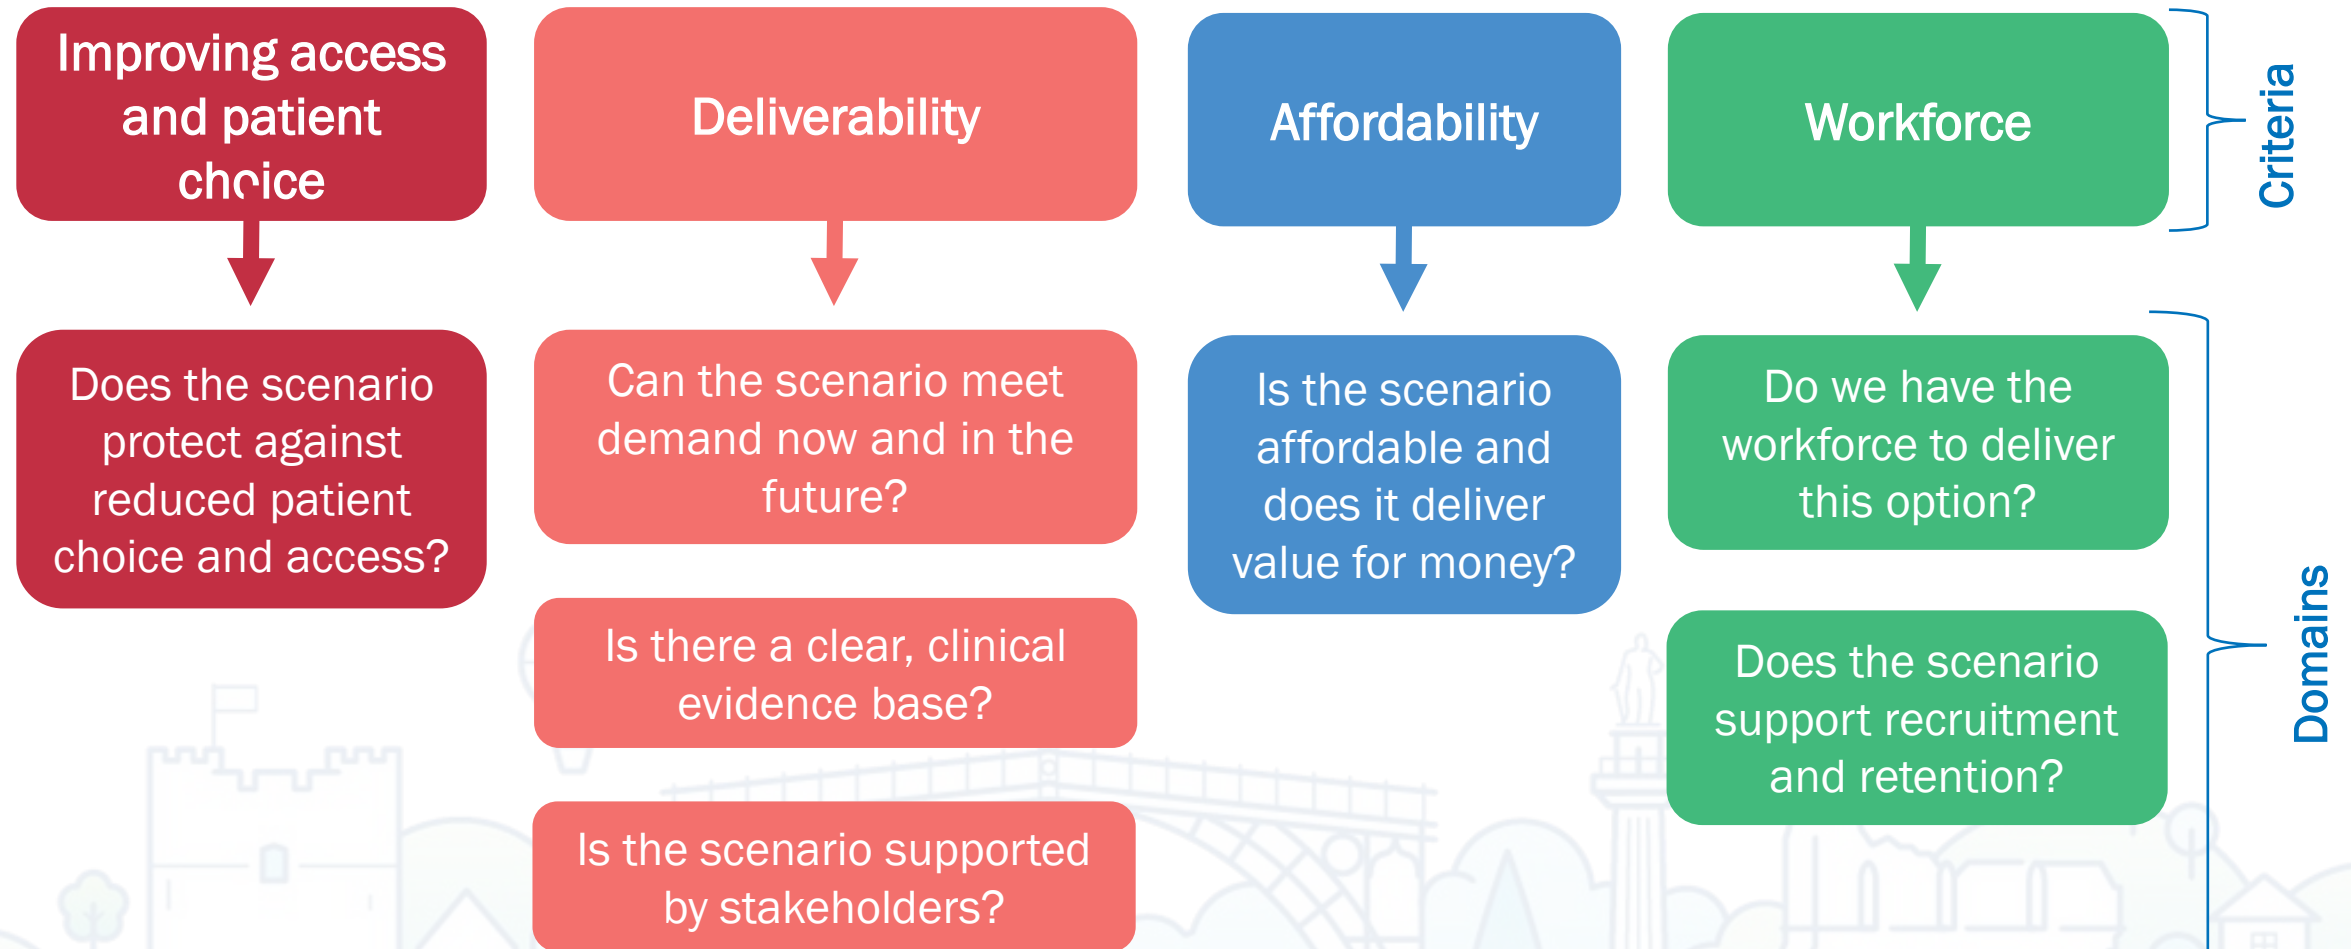 Improving access
and patient
choice
Deliverability
Affordability
Workforce
Criteria
Does the scenario
protect against
reduced patient
choice and access?
Can the scenario meet
demand now and in the
future?
Is there a clear, clinical
evidence base?
Is the scenario supported
by stakeholders?
Is the scenario
affordable and
does it deliver
value for money?
Do we have the
workforce to deliver
this option?
Does the scenario
support recruitment
and retention?
Domains